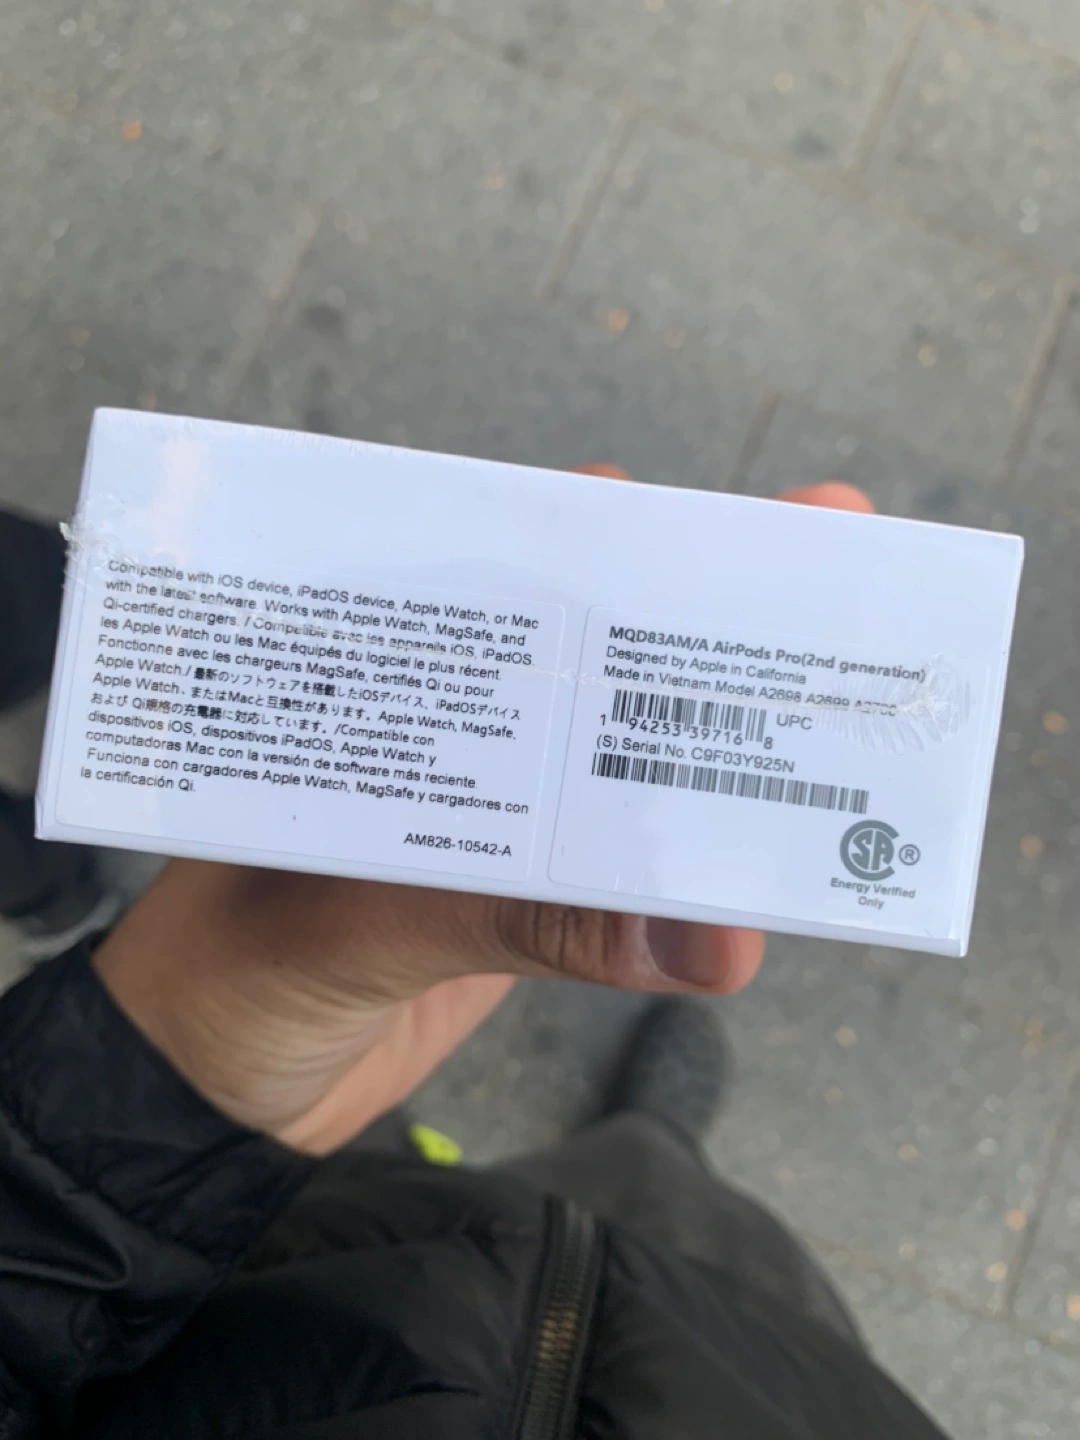 Compatible with iOS device, iPadOS device, Apple Watch, or Mac
with the latest software. Works with Apple Watch, MagSafe, and
Qi-certified chargers. / Compatible avec les appareils iOS, iPadOS.
les Apple Watch ou les Mac équipés du logiciel le plus récent.
Fonctionne avec les chargeurs MagSafe, certifiés Qi ou pour
Apple Watch./最新のソフトウェアを搭載したiOSデバイス、iPadOSデバイス
Apple Watch、またはMacと互換性があります。Apple Watch, MagSafe、
および Qi規格の充電器に対応しています。/Compatible con
dispositivos iOS, dispositivos iPadOS, Apple Watch y
computadoras Mac con la versión de software más reciente.
Funciona con cargadores Apple Watch, MagSafe y cargadores con
la certificación Qi.
AM826-10542-A
MQD83AM/A AirPods Pro(2nd generation)
Designed by Apple in California
Made in Vietnam Model A2698 A2699 A2700
UPC
1 94253 39716 8
(S) Serial No. C9F03Y925N
SA ®
Energy Verified
Only